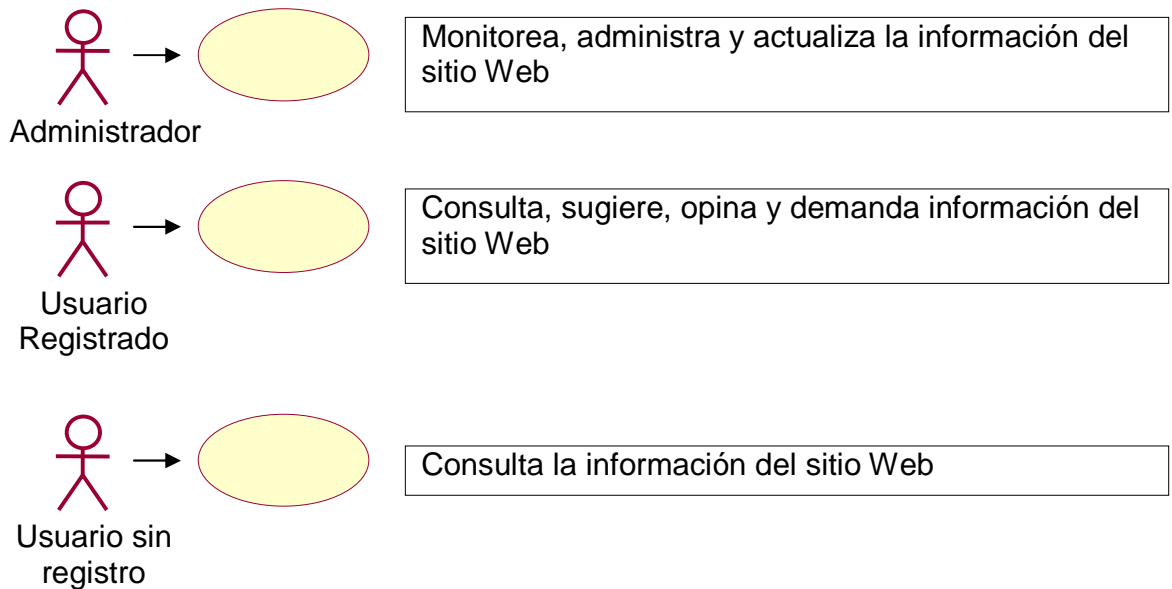 Monitorea, administra y actualiza la información del
sitio Web
Administrador
Consulta, sugiere, opina y demanda información del
sitio Web
Usuario
Registrado
Consulta la información del sitio Web
Usuario sin
registro